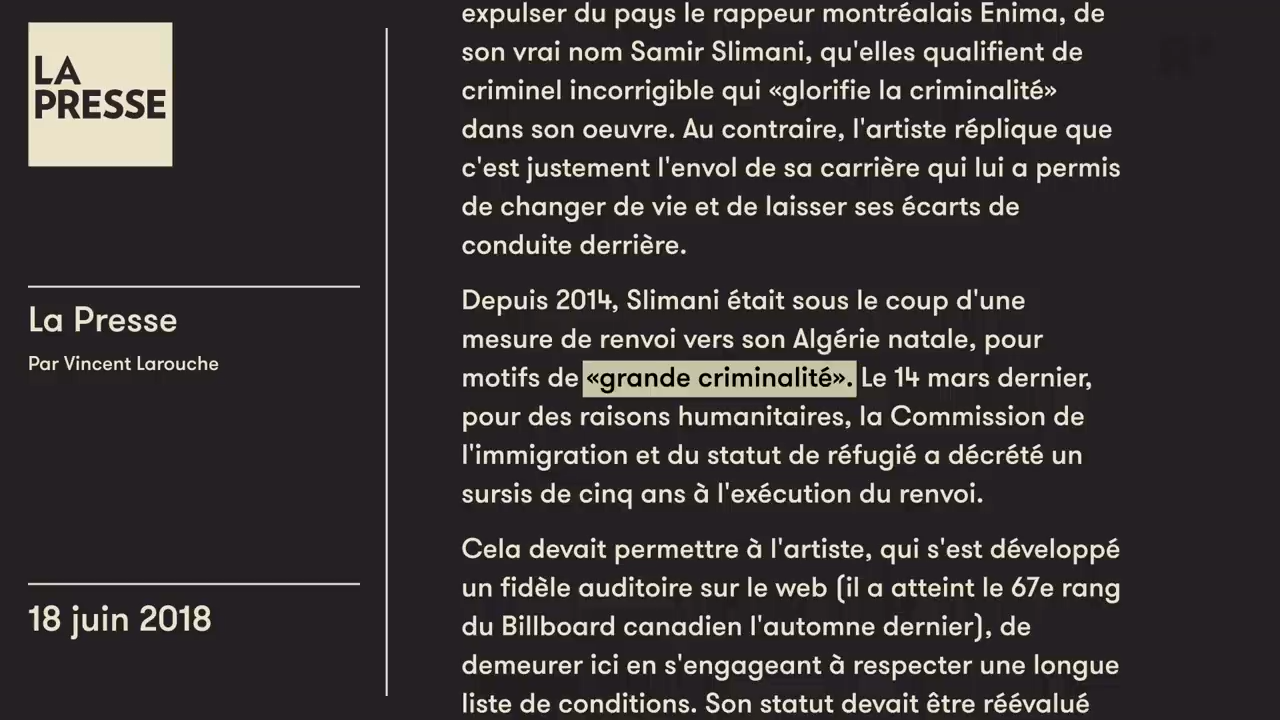 LA
PRESSE
La Presse
Par Vincent Larouche
18 juin 2018
expulser du pays le rappeur montréalais Enima, de
son vrai nom Samir Slimani, qu'elles qualifient de
criminel incorrigible qui «glorifie la criminalité»
dans son oeuvre. Au contraire, l'artiste réplique que
c'est justement l'envol de sa carrière qui lui a permis
de changer de vie et de laisser ses écarts de
conduite derrière.
Depuis 2014, Slimani était sous le coup d'une
mesure de renvoi vers son Algérie natale, pour
motifs de «grande criminalité». Le 14 mars dernier,
pour des raisons humanitaires, la Commission de
l'immigration et du statut de réfugié a décrété un
sursis de cinq ans à l'exécution du renvoi.
Cela devait permettre à l'artiste, qui s'est développé
un fidèle auditoire sur le web (il a atteint le 67e rang
du Billboard canadien l'automne dernier), de
demeurer ici en s'engageant à respecter une longue
liste de conditions. Son statut devait être réévalué